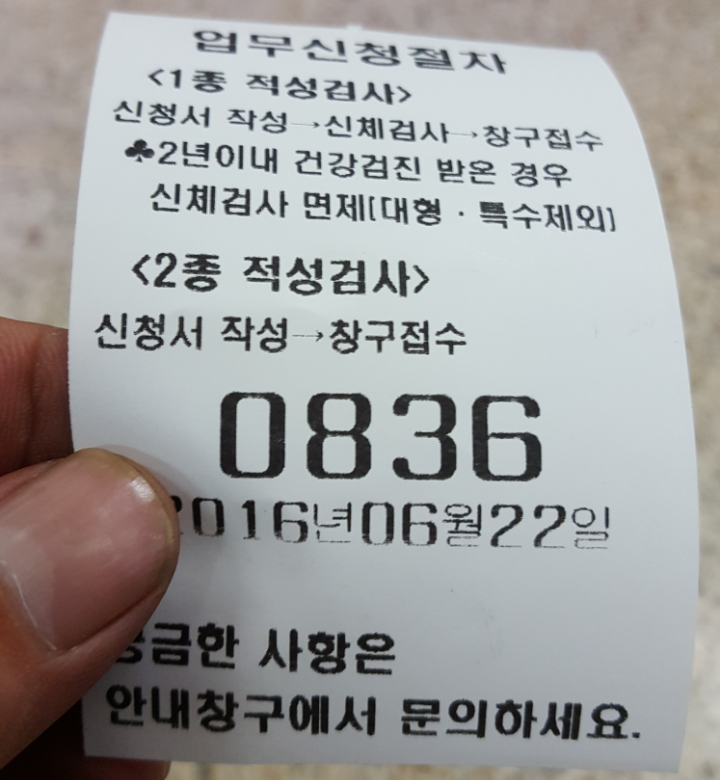 업무신청절차
<1종 적성검사>
신청서 작성→신체검사→창구접수
♣2년이내 건강검진 받온 경우
신체검사 면제[대형 · 특수제외]
<2종 적성검사>
신청서 작성→창구접수
0836
2016년06월22일
궁금한 사항은
안내창구에서 문의하세요.